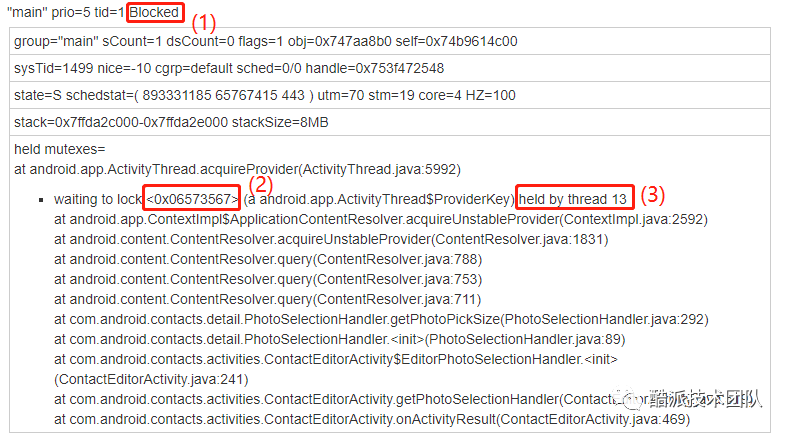 "main" prio=5 tid=1 Blocked
(1)
group="main" sCount=1 dsCount=0 flags=1 obj=0x747aa8b0 self=0x74b9614c00
sysTid=1499 nice=-10 cgrp=default sched=0/0 handle=0x753f472548
state=S schedstat=( 893331185 65767415 443 ) utm=70 stm=19 core=4 HZ=100
stack=0x7ffda2c000-0x7ffda2e000 stackSize=8MB
held mutexes=
at android.app.ActivityThread.acquireProvider(ActivityThread.java:5992)
(2)
waiting to lock <0x06573567> (a android.app.ActivityThread$ProviderKey) held by thread 13 (3)
at android.app.ContextImpl$ApplicationContentResolver.acquireUnstableProvider(ContextImpl.java:2592)
at android.content.ContentResolver.acquireUnstableProvider(ContentResolver.java:1831)
at android.content.ContentResolver.query(ContentResolver.java:788)
at android.content.ContentResolver.query(ContentResolver.java:753)
at android.content.ContentResolver.query(ContentResolver.java:711)
at com.android.contacts.detail.PhotoSelectionHandler.getPhotoPickSize(PhotoSelectionHandler.java:292)
at com.android.contacts.detail.PhotoSelectionHandler.<init>(PhotoSelectionHandler.java:89)
at com.android.contacts.activities.ContactEditorActivity$EditorPhotoSelectionHandler.<init>
(ContactEditorActivity.java:241)
at com.android.contacts.activities.ContactEditorActivity.getPhotoSelectionHandler(
酷派技术团队
at com.android.contacts.activities.ContactEditorActivity.onActivityResult(ContactEditorActivity.java:469)